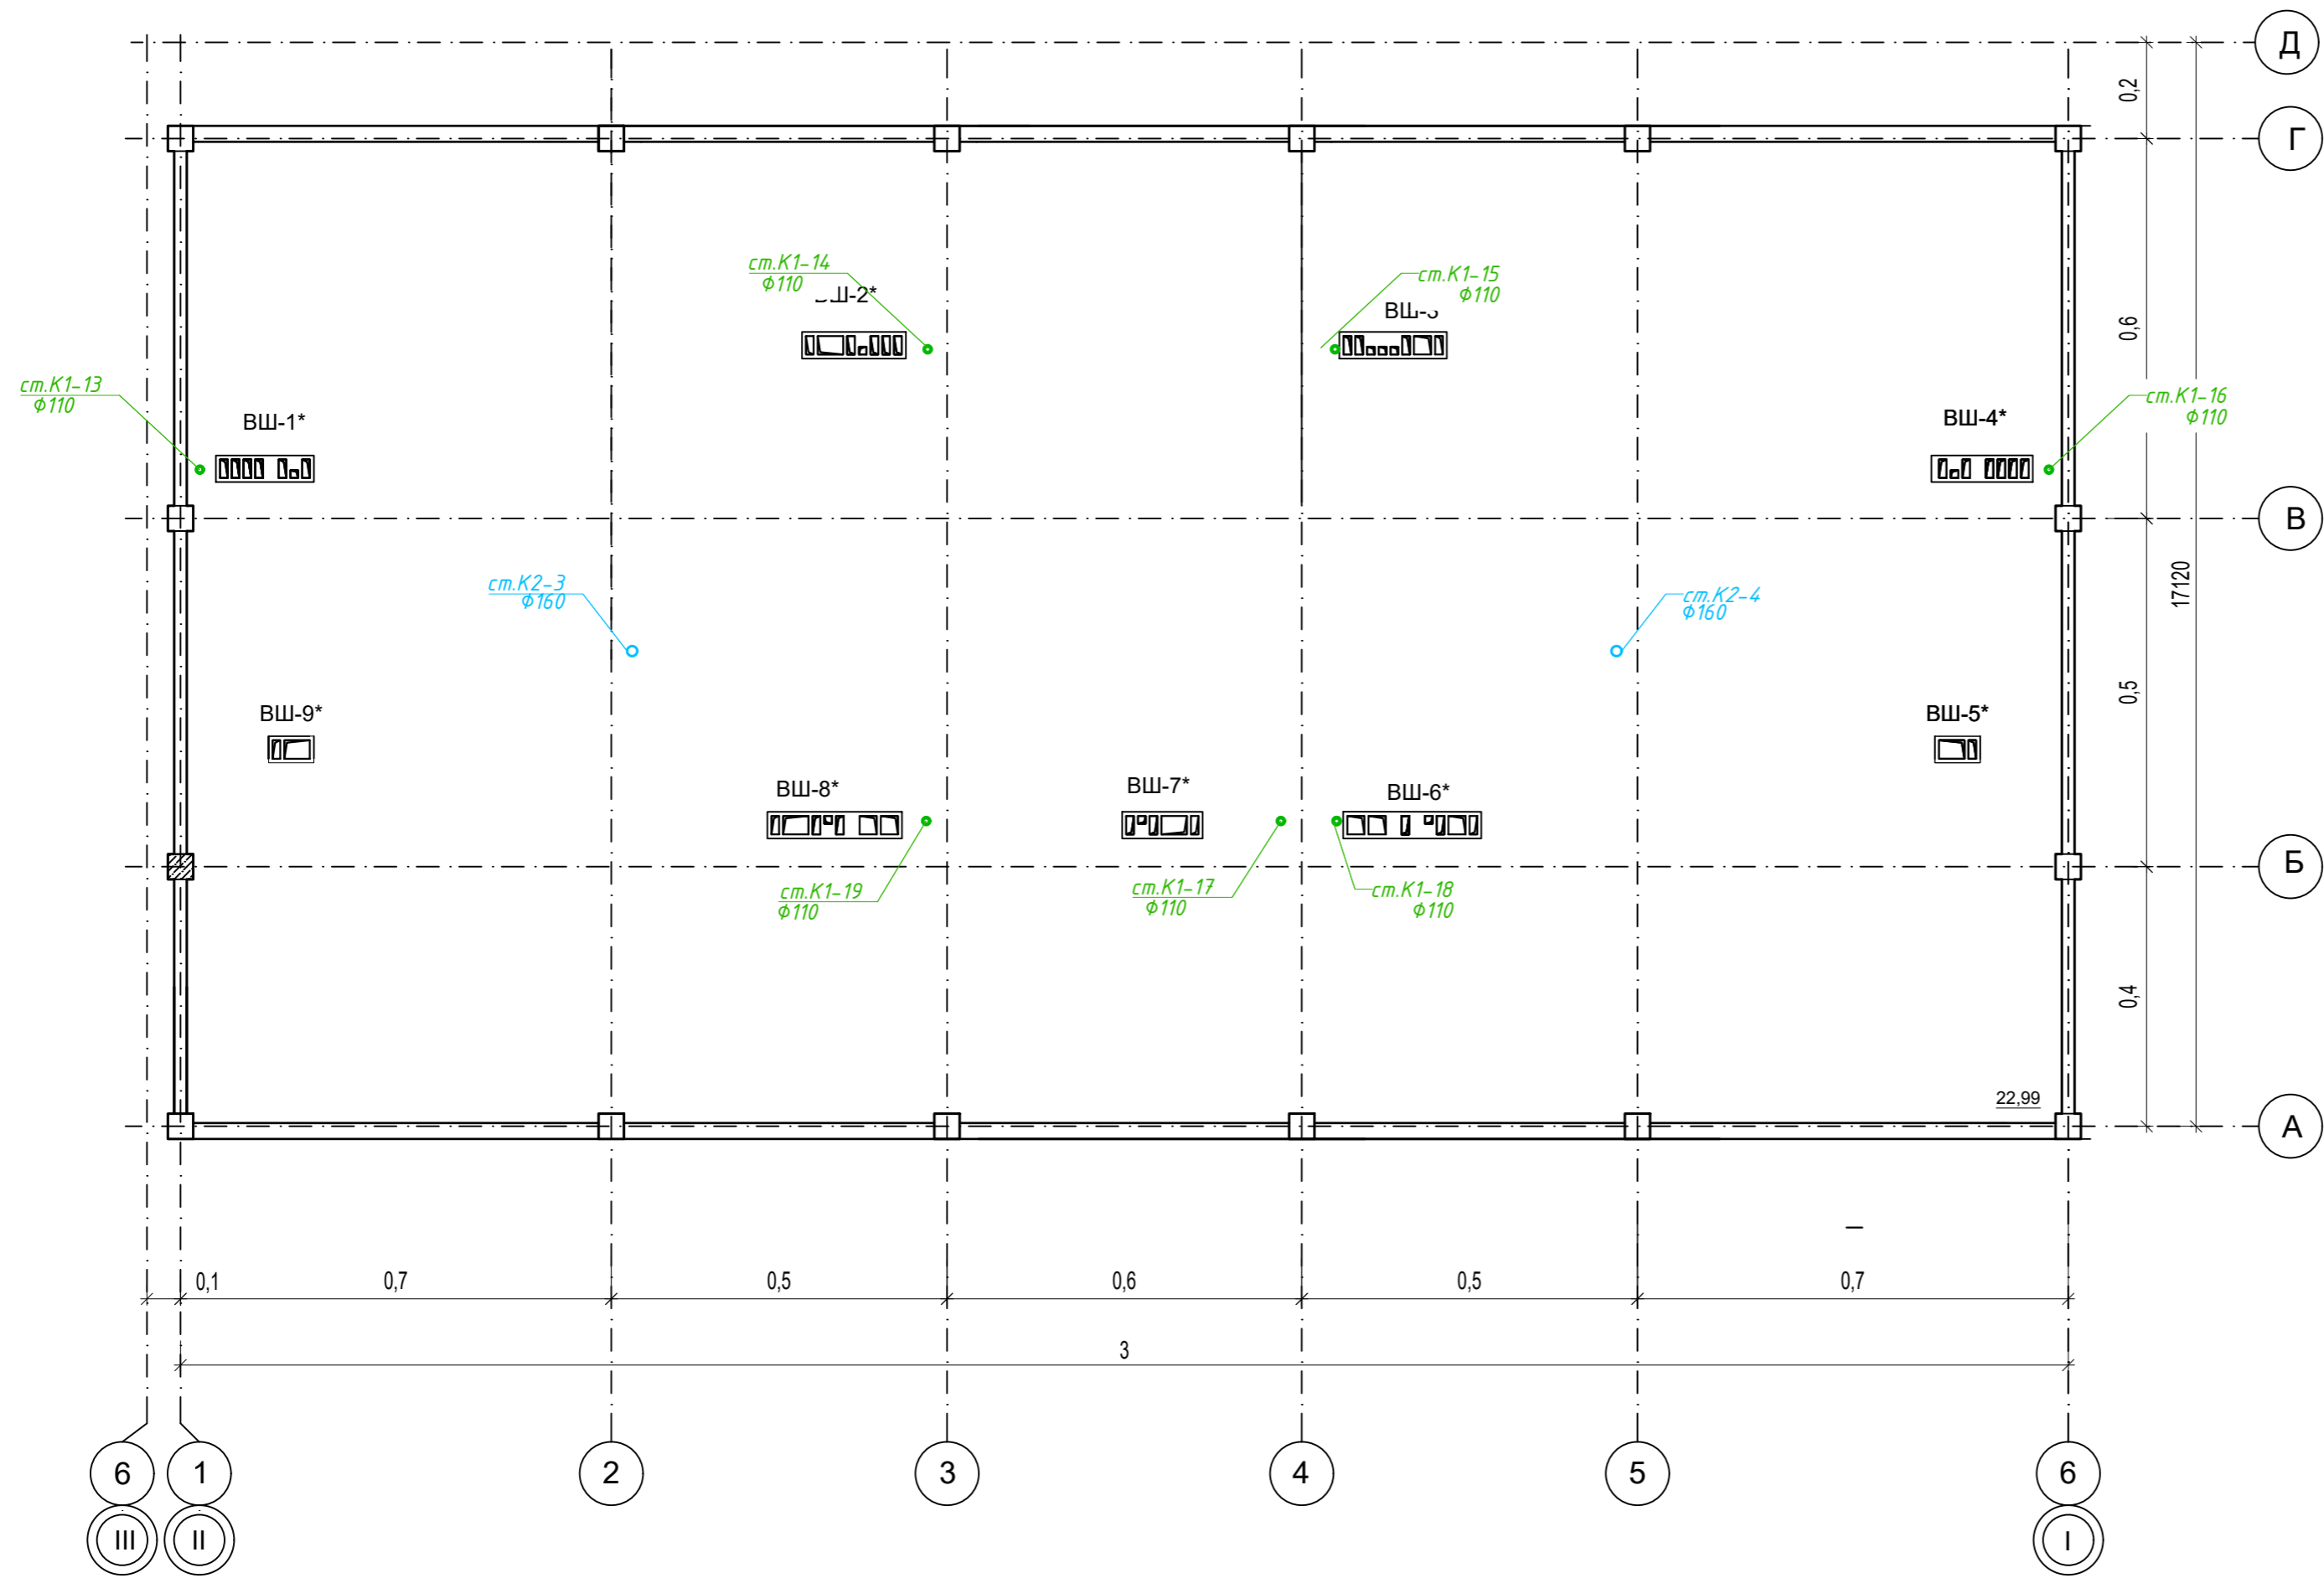 Д
0,2
Г
ст.К1-14
Ф110
ВШ-2*
ст.К1-15
Ф110
0,6
ст.К1-13
Ф110
ВШ-1*
ВШ-4*
ст.К1-16
Ф110
В
ст.К2-3
Ф160
ст.К2-4
Ф160
17120
0,5
ВШ-9*
ВШ-5*
ВШ-8*
ВШ-7*
ВШ-6*
Б
ст.К1-19
Ф110
ст.К1-17
Ф110
ст.К1-18
Ф110
0,4
22,99
А
0,1
0,7
0,5
0,6
0,5
0,7
3
6
1
2
3
4
5
6
III
II
I